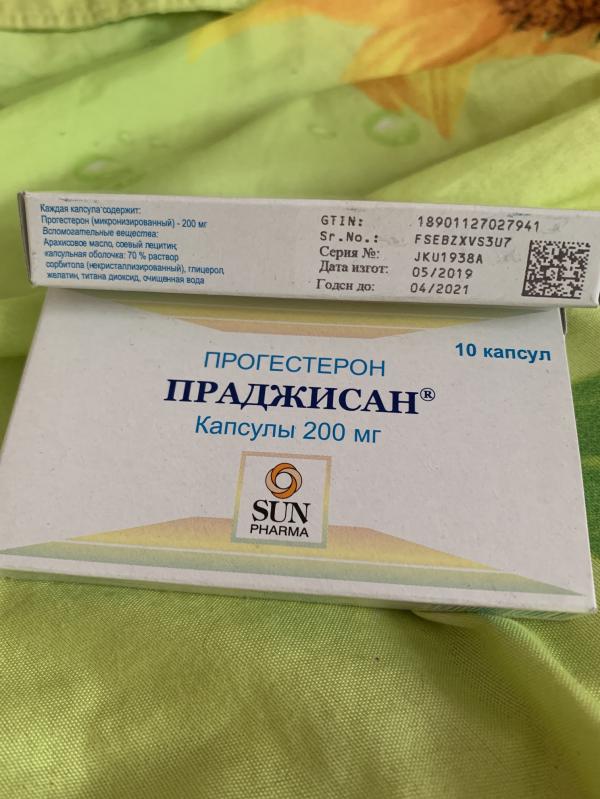 Каждая капсула содержит:
Прогестерон (микронизированный) - 200 мг
Вспомогательные вещества:
Арахисовое масло, соевый лецитин,
капсульная оболочка: 70 % раствор
сорбитола (некристаллизированный), глицерол,
желатин, титана диоксид, очищенная вода
GTIN: 18901127027941
Sr.No.: FSEBZXVS3U7
Серия №: JKU1938A
Дата изгот: 05/2019
Годен до: 04/2021
10 капсул
ПРОГЕСТЕРОН
ПРАДЖИСАН®
Капсулы 200 мг
SUN
PHARMA